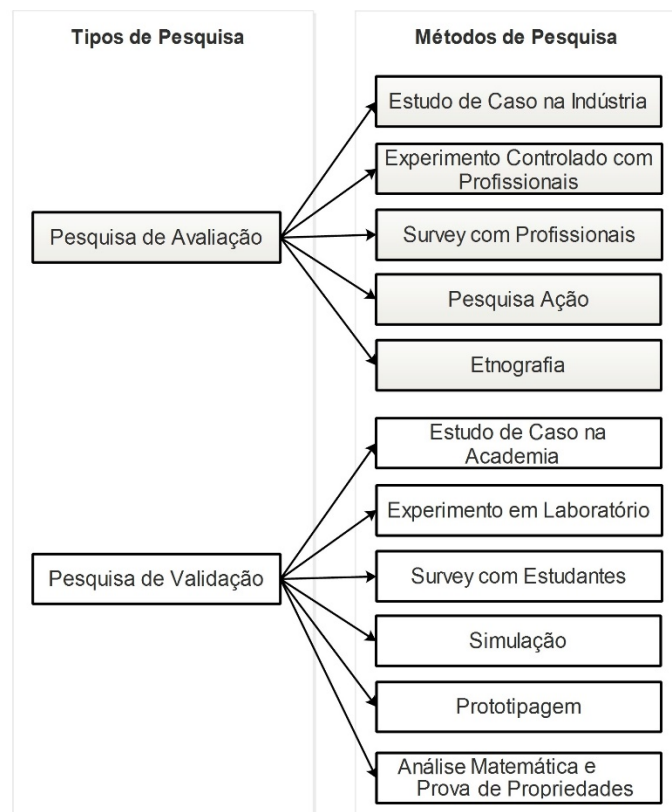 Tipos de Pesquisa
Métodos de Pesquisa
Pesquisa de Avaliação
Estudo de Caso na Indústria
Experimento Controlado com
Profissionais
Survey com Profissionais
Pesquisa Ação
Etnografia
Pesquisa de Validação
Estudo de Caso na
Academia
Experimento em Laboratório
Survey com Estudantes
Simulação
Prototipagem
Análise Matemática e
Prova de Propriedades